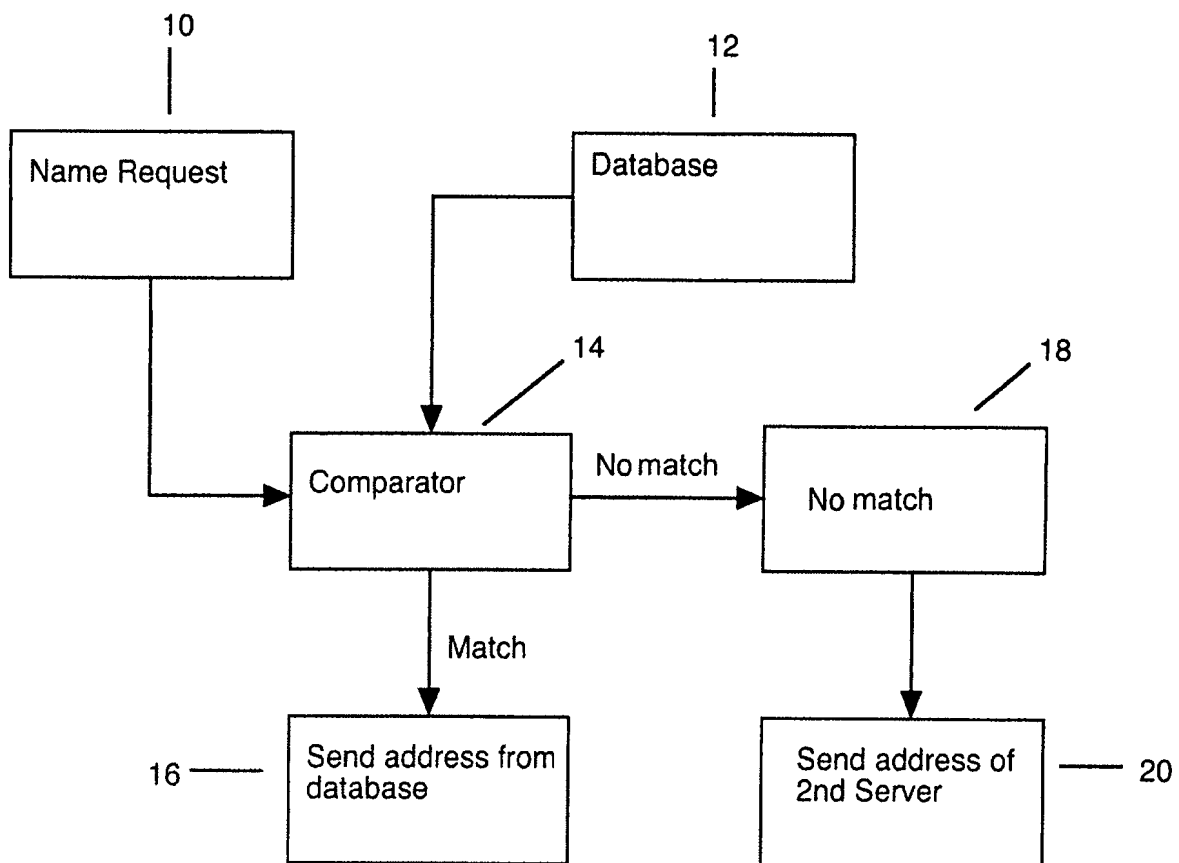 10
12
Name Request
Database
14
18
Comparator
No match
No match
Match
16
Send address from
database
Send address of
2nd Server
20